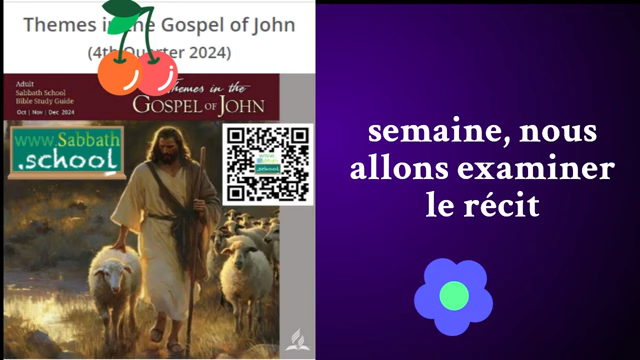 Themes in the Gospel of John
(4th Quarter 2024)
Adult
Sabbath School
Bible Study Guide
Oct | Nov | Dec 2024
Themes in the
GOSPEL OF JOHN
www.Sabbath
.school
semaine, nous
allons examiner
le récit